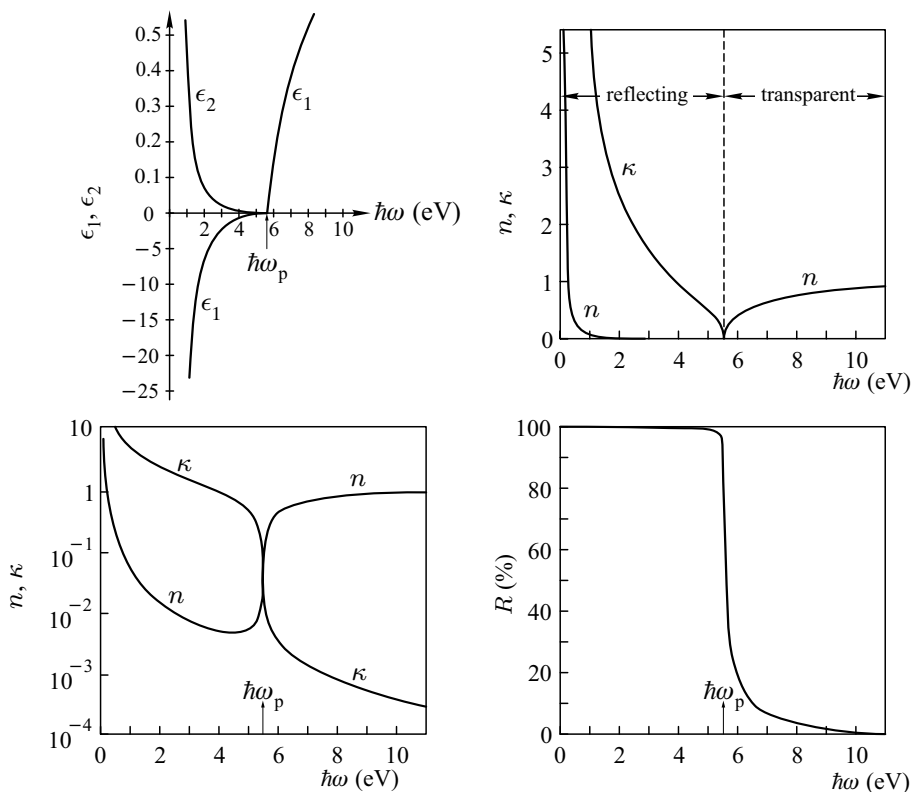 0.5
0.4
0.3
0.2
0.1
0
−5
−10
−15
−20
−25
ϵ₁, ϵ₂
ϵ₂
ϵ₁
ϵ₁
2 4 6 8 10
ℏω (eV)
ℏωₚ
5
4
3
2
1
0
n, κ
reflecting
transparent
κ
n
n
0 2 4 6 8 10
ℏω (eV)
10
1
10⁻¹
10⁻²
10⁻³
10⁻⁴
n, κ
κ
n
n
κ
ℏωₚ
0 2 4 6 8 10
ℏω (eV)
100
80
60
40
20
0
R (%)
ℏωₚ
0 2 4 6 8 10
ℏω (eV)